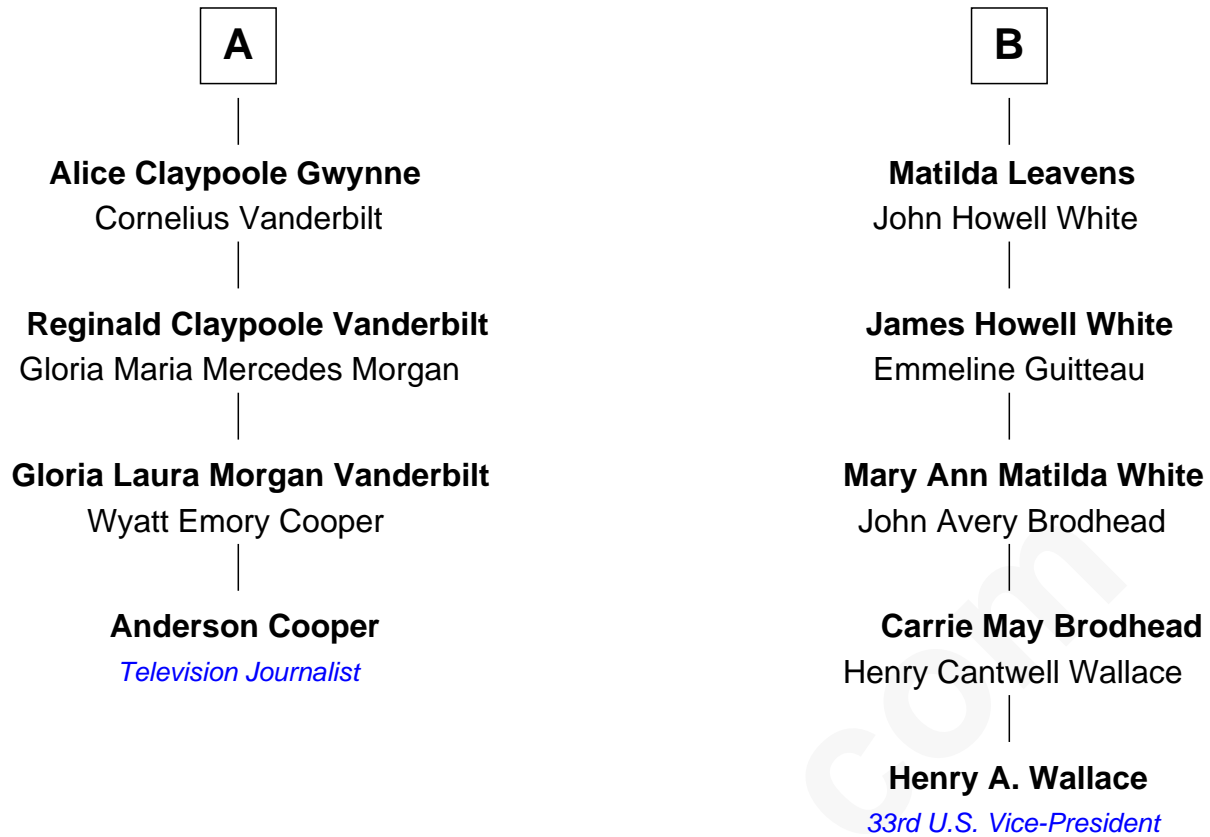 A
Alice Claypoole Gwynne
Cornelius Vanderbilt
Reginald Claypoole Vanderbilt
Gloria Maria Mercedes Morgan
Gloria Laura Morgan Vanderbilt
Wyatt Emory Cooper
Anderson Cooper
Television Journalist
B
Matilda Leavens
John Howell White
James Howell White
Emmeline Guitteau
Mary Ann Matilda White
John Avery Brodhead
Carrie May Brodhead
Henry Cantwell Wallace
Henry A. Wallace
33rd U.S. Vice-President
com